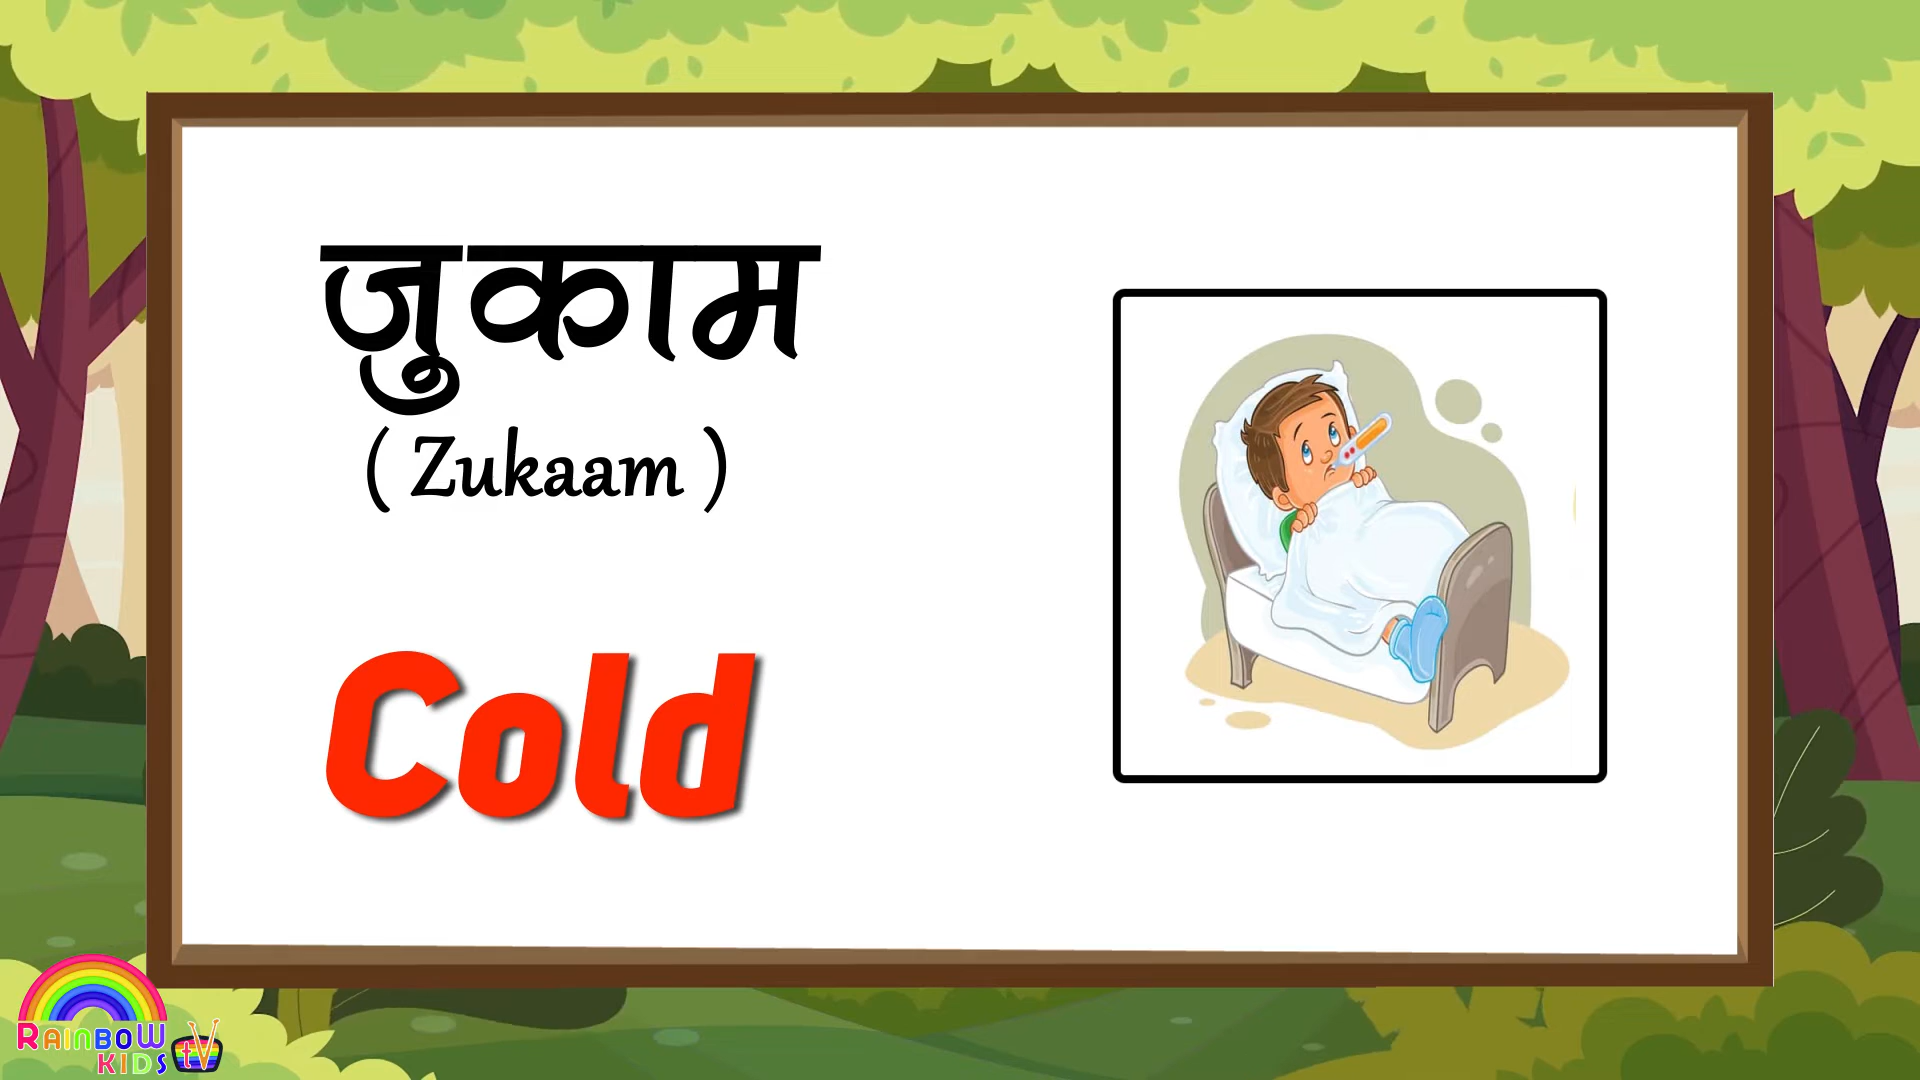 जुकाम
( Zukaam )
Cold
RAINBOW
KIDS tV